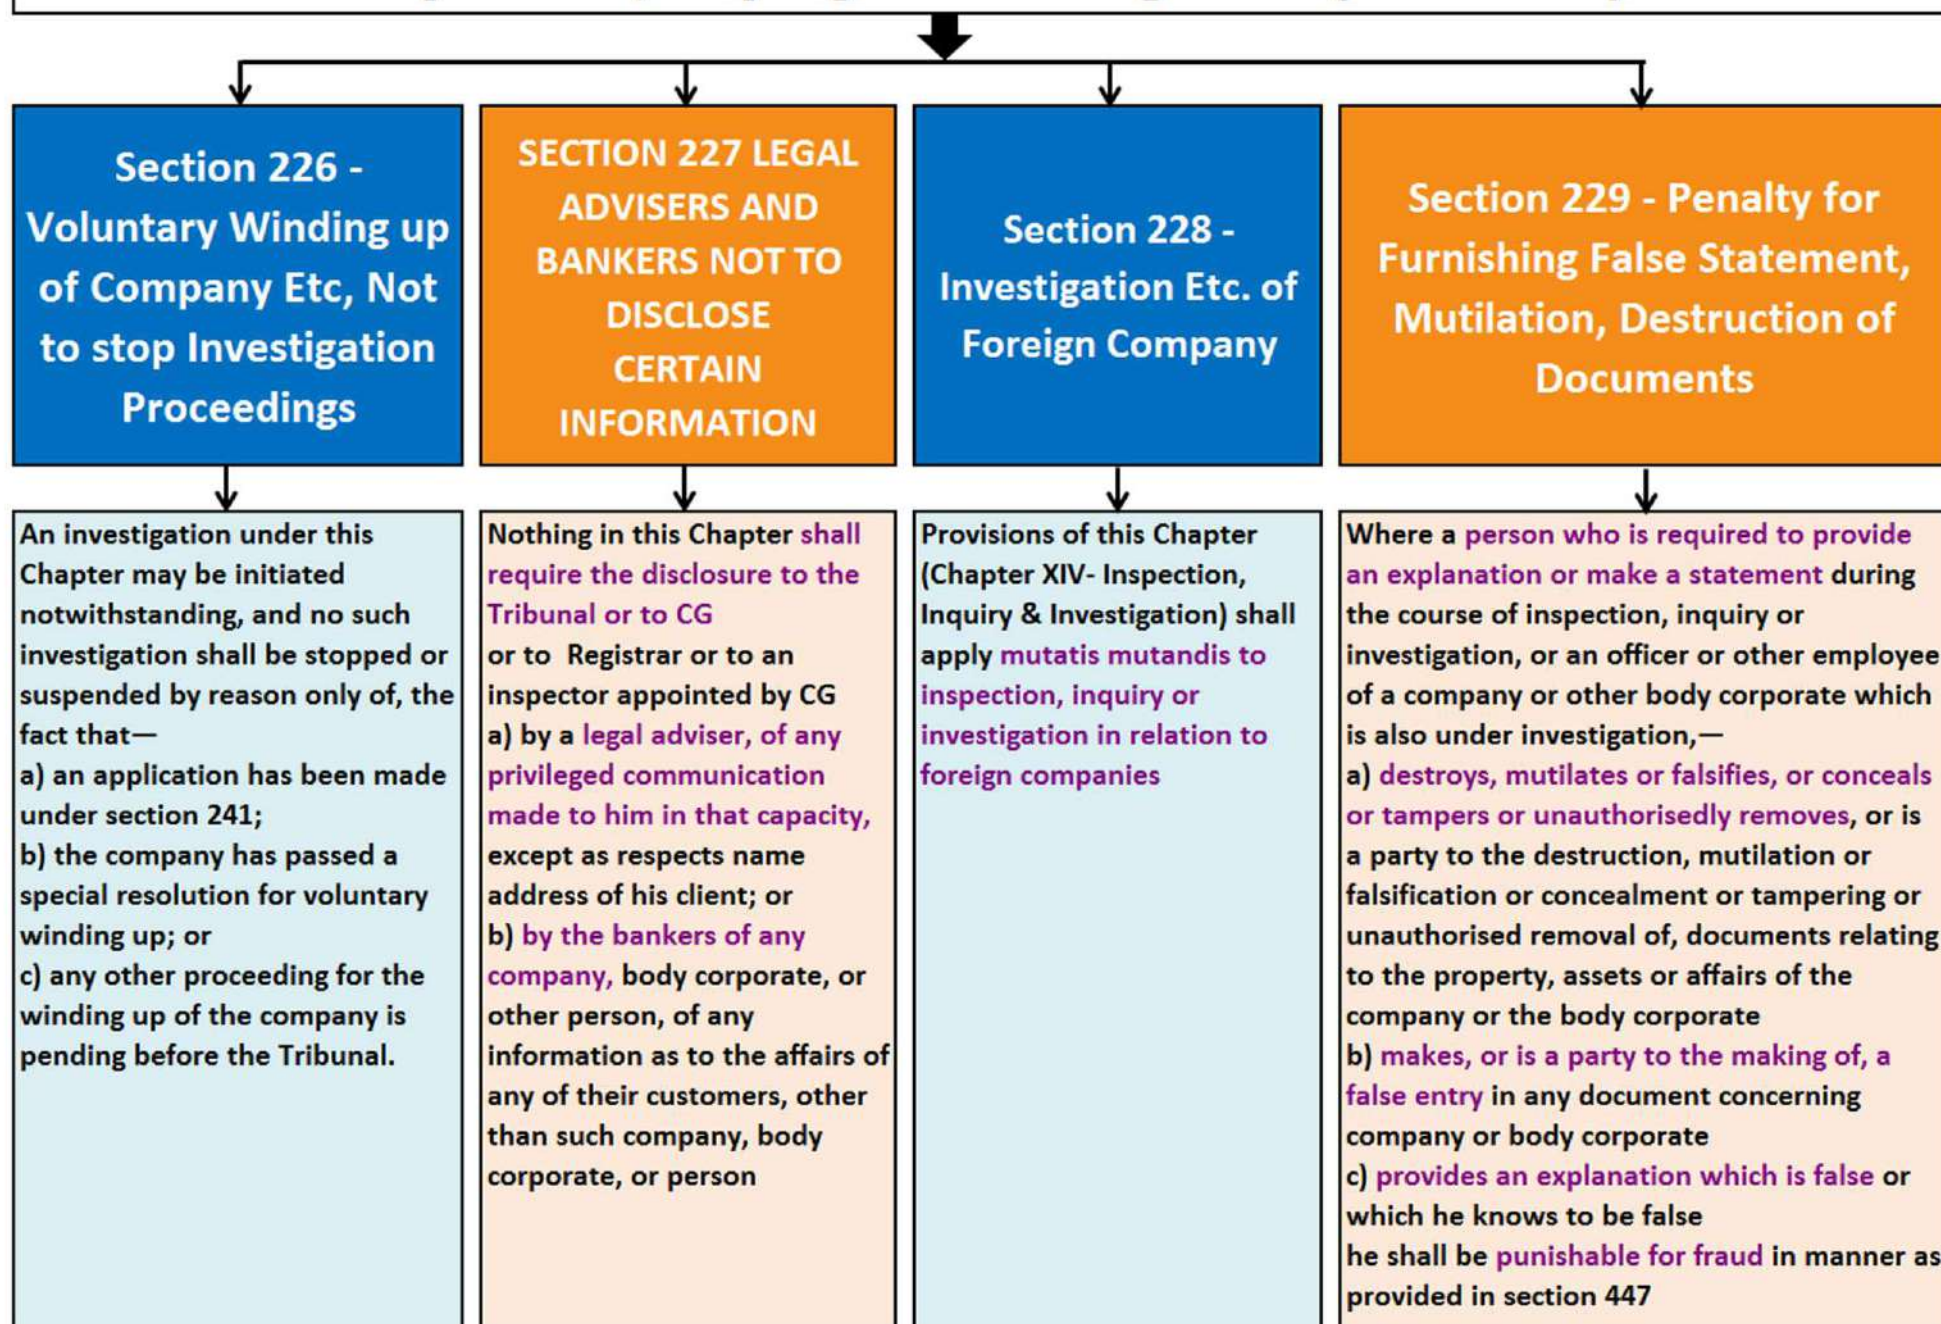 Section 226 -
Voluntary Winding up
of Company Etc, Not
to stop Investigation
Proceedings
SECTION 227 LEGAL
ADVISERS AND
BANKERS NOT TO
DISCLOSE
CERTAIN
INFORMATION
Section 228 -
Investigation Etc. of
Foreign Company
Section 229 - Penalty for
Furnishing False Statement,
Mutilation, Destruction of
Documents
An investigation under this
Chapter may be initiated
notwithstanding, and no such
investigation shall be stopped or
suspended by reason only of, the
fact that—
a) an application has been made
under section 241;
b) the company has passed a
special resolution for voluntary
winding up; or
c) any other proceeding for the
winding up of the company is
pending before the Tribunal.
Nothing in this Chapter shall
require the disclosure to the
Tribunal or to CG
or to Registrar or to an
inspector appointed by CG
a) by a legal adviser, of any
privileged communication
made to him in that capacity,
except as respects name
address of his client; or
b) by the bankers of any
company, body corporate, or
other person, of any
information as to the affairs of
any of their customers, other
than such company, body
corporate, or person
Provisions of this Chapter
(Chapter XIV- Inspection,
Inquiry & Investigation) shall
apply mutatis mutandis to
inspection, inquiry or
investigation in relation to
foreign companies
Where a person who is required to provide
an explanation or make a statement during
the course of inspection, inquiry or
investigation, or an officer or other employee
of a company or other body corporate which
is also under investigation,—
a) destroys, mutilates or falsifies, or conceals
or tampers or unauthorisedly removes, or is
a party to the destruction, mutilation or
falsification or concealment or tampering or
unauthorised removal of, documents relating
to the property, assets or affairs of the
company or the body corporate
b) makes, or is a party to the making of, a
false entry in any document concerning
company or body corporate
c) provides an explanation which is false or
which he knows to be false
he shall be punishable for fraud in manner as
provided in section 447